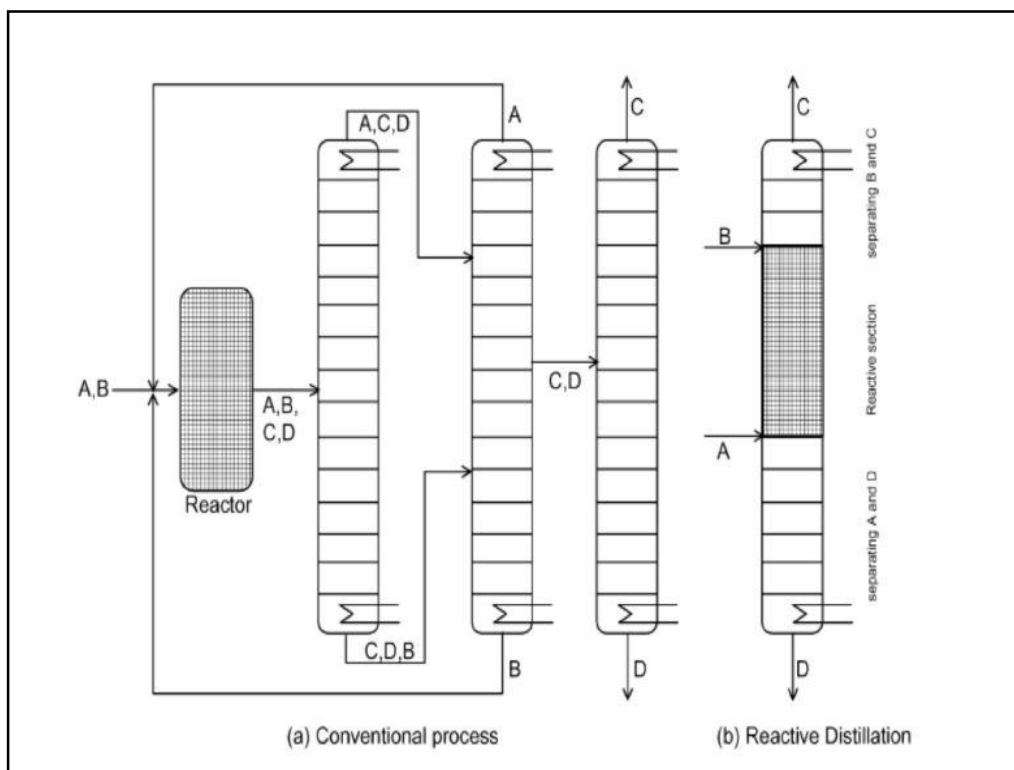 A
C
C
A,C,D
separating B and C
B
Reactive section
A,B
A,B,
C,D
C,D
A
Reactor
separating A and D
C,D,B
B
D
D
(a) Conventional process
(b) Reactive Distillation